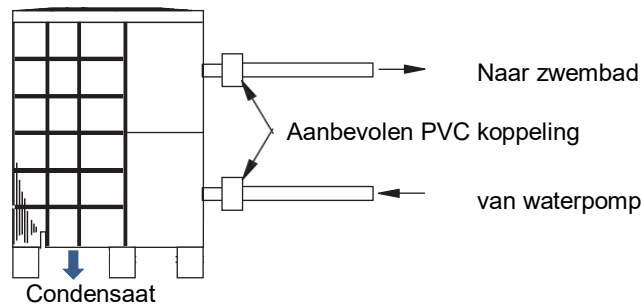 Naar zwembad
Aanbevolen PVC koppeling
van waterpomp
Condensaat